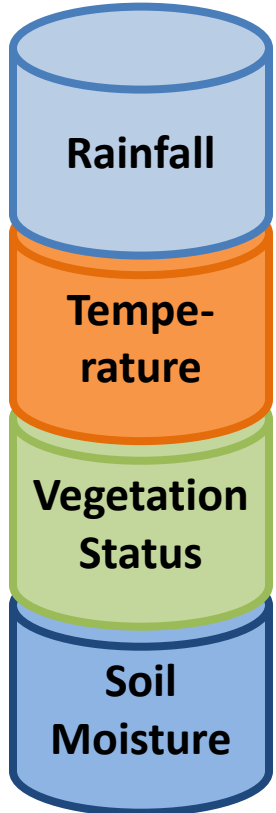 Rainfall
Tempe-
rature
Vegetation
Status
Soil
Moisture